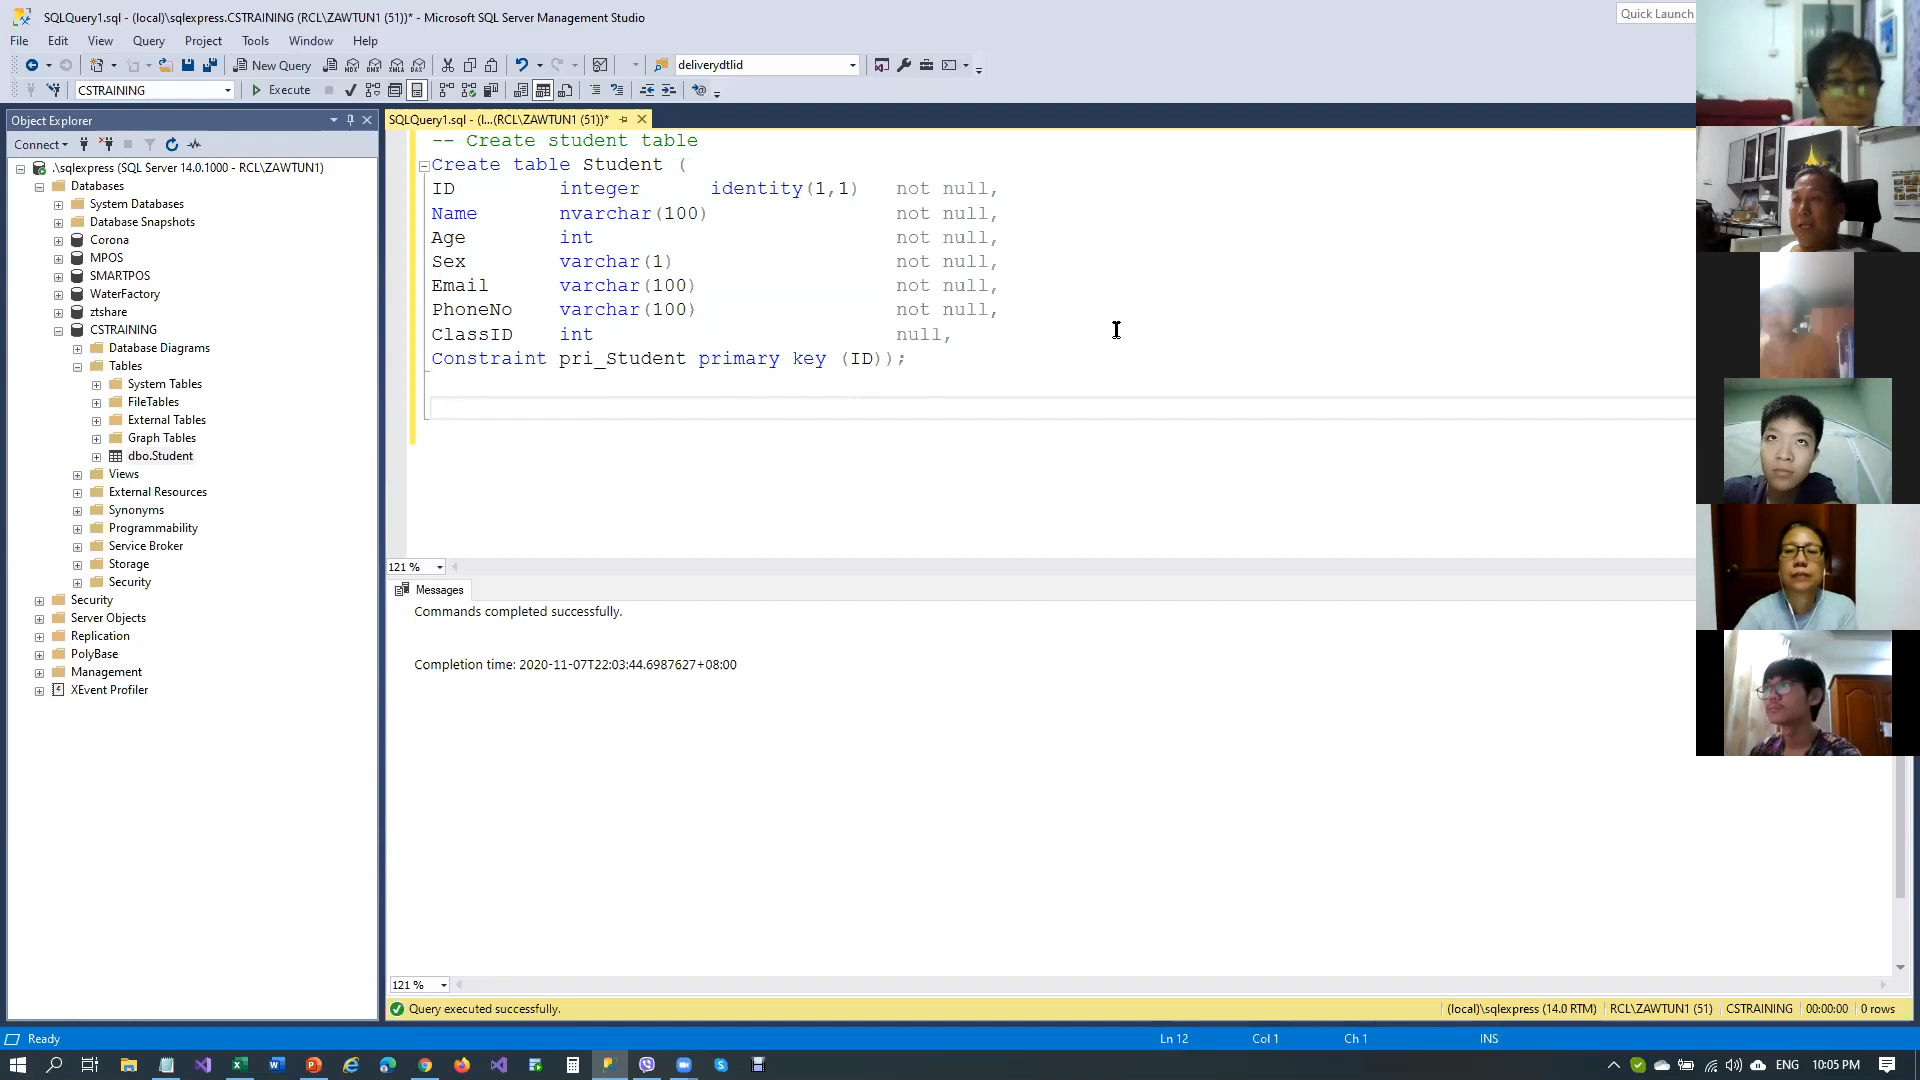 SQLQuery1.sql - (local)\sqlexpress.CSTRAINING (RCL\ZAWTUN1 (51))* - Microsoft SQL Server Management Studio
Quick Launch
File Edit View Query Project Tools Window Help
New Query
deliverydtlid
CSTRAINING
Execute
Object Explorer
SQLQuery1.sql - (l...(RCL\ZAWTUN1 (51))*
Connect
.\sqlexpress (SQL Server 14.0.1000 - RCL\ZAWTUN1)
Databases
System Databases
Database Snapshots
Corona
MPOS
SMARTPOS
WaterFactory
ztshare
CSTRAINING
Database Diagrams
Tables
System Tables
FileTables
External Tables
Graph Tables
dbo.Student
Views
External Resources
Synonyms
Programmability
Service Broker
Storage
Security
Security
Server Objects
Replication
PolyBase
Management
XEvent Profiler
-- Create student table
Create table Student (
ID integer identity(1,1) not null,
Name nvarchar(100) not null,
Age int not null,
Sex varchar(1) not null,
Email varchar(100) not null,
PhoneNo varchar(100) not null,
ClassID int null,
Constraint pri_Student primary key (ID));
121 %
Messages
Commands completed successfully.
Completion time: 2020-11-07T22:03:44.6987627+08:00
121 %
Query executed successfully.
(local)\sqlexpress (14.0 RTM) RCL\ZAWTUN1 (51) CSTRAINING 00:00:00 0 rows
Ready
Ln 12 Col 1 Ch 1 INS
ENG 10:05 PM